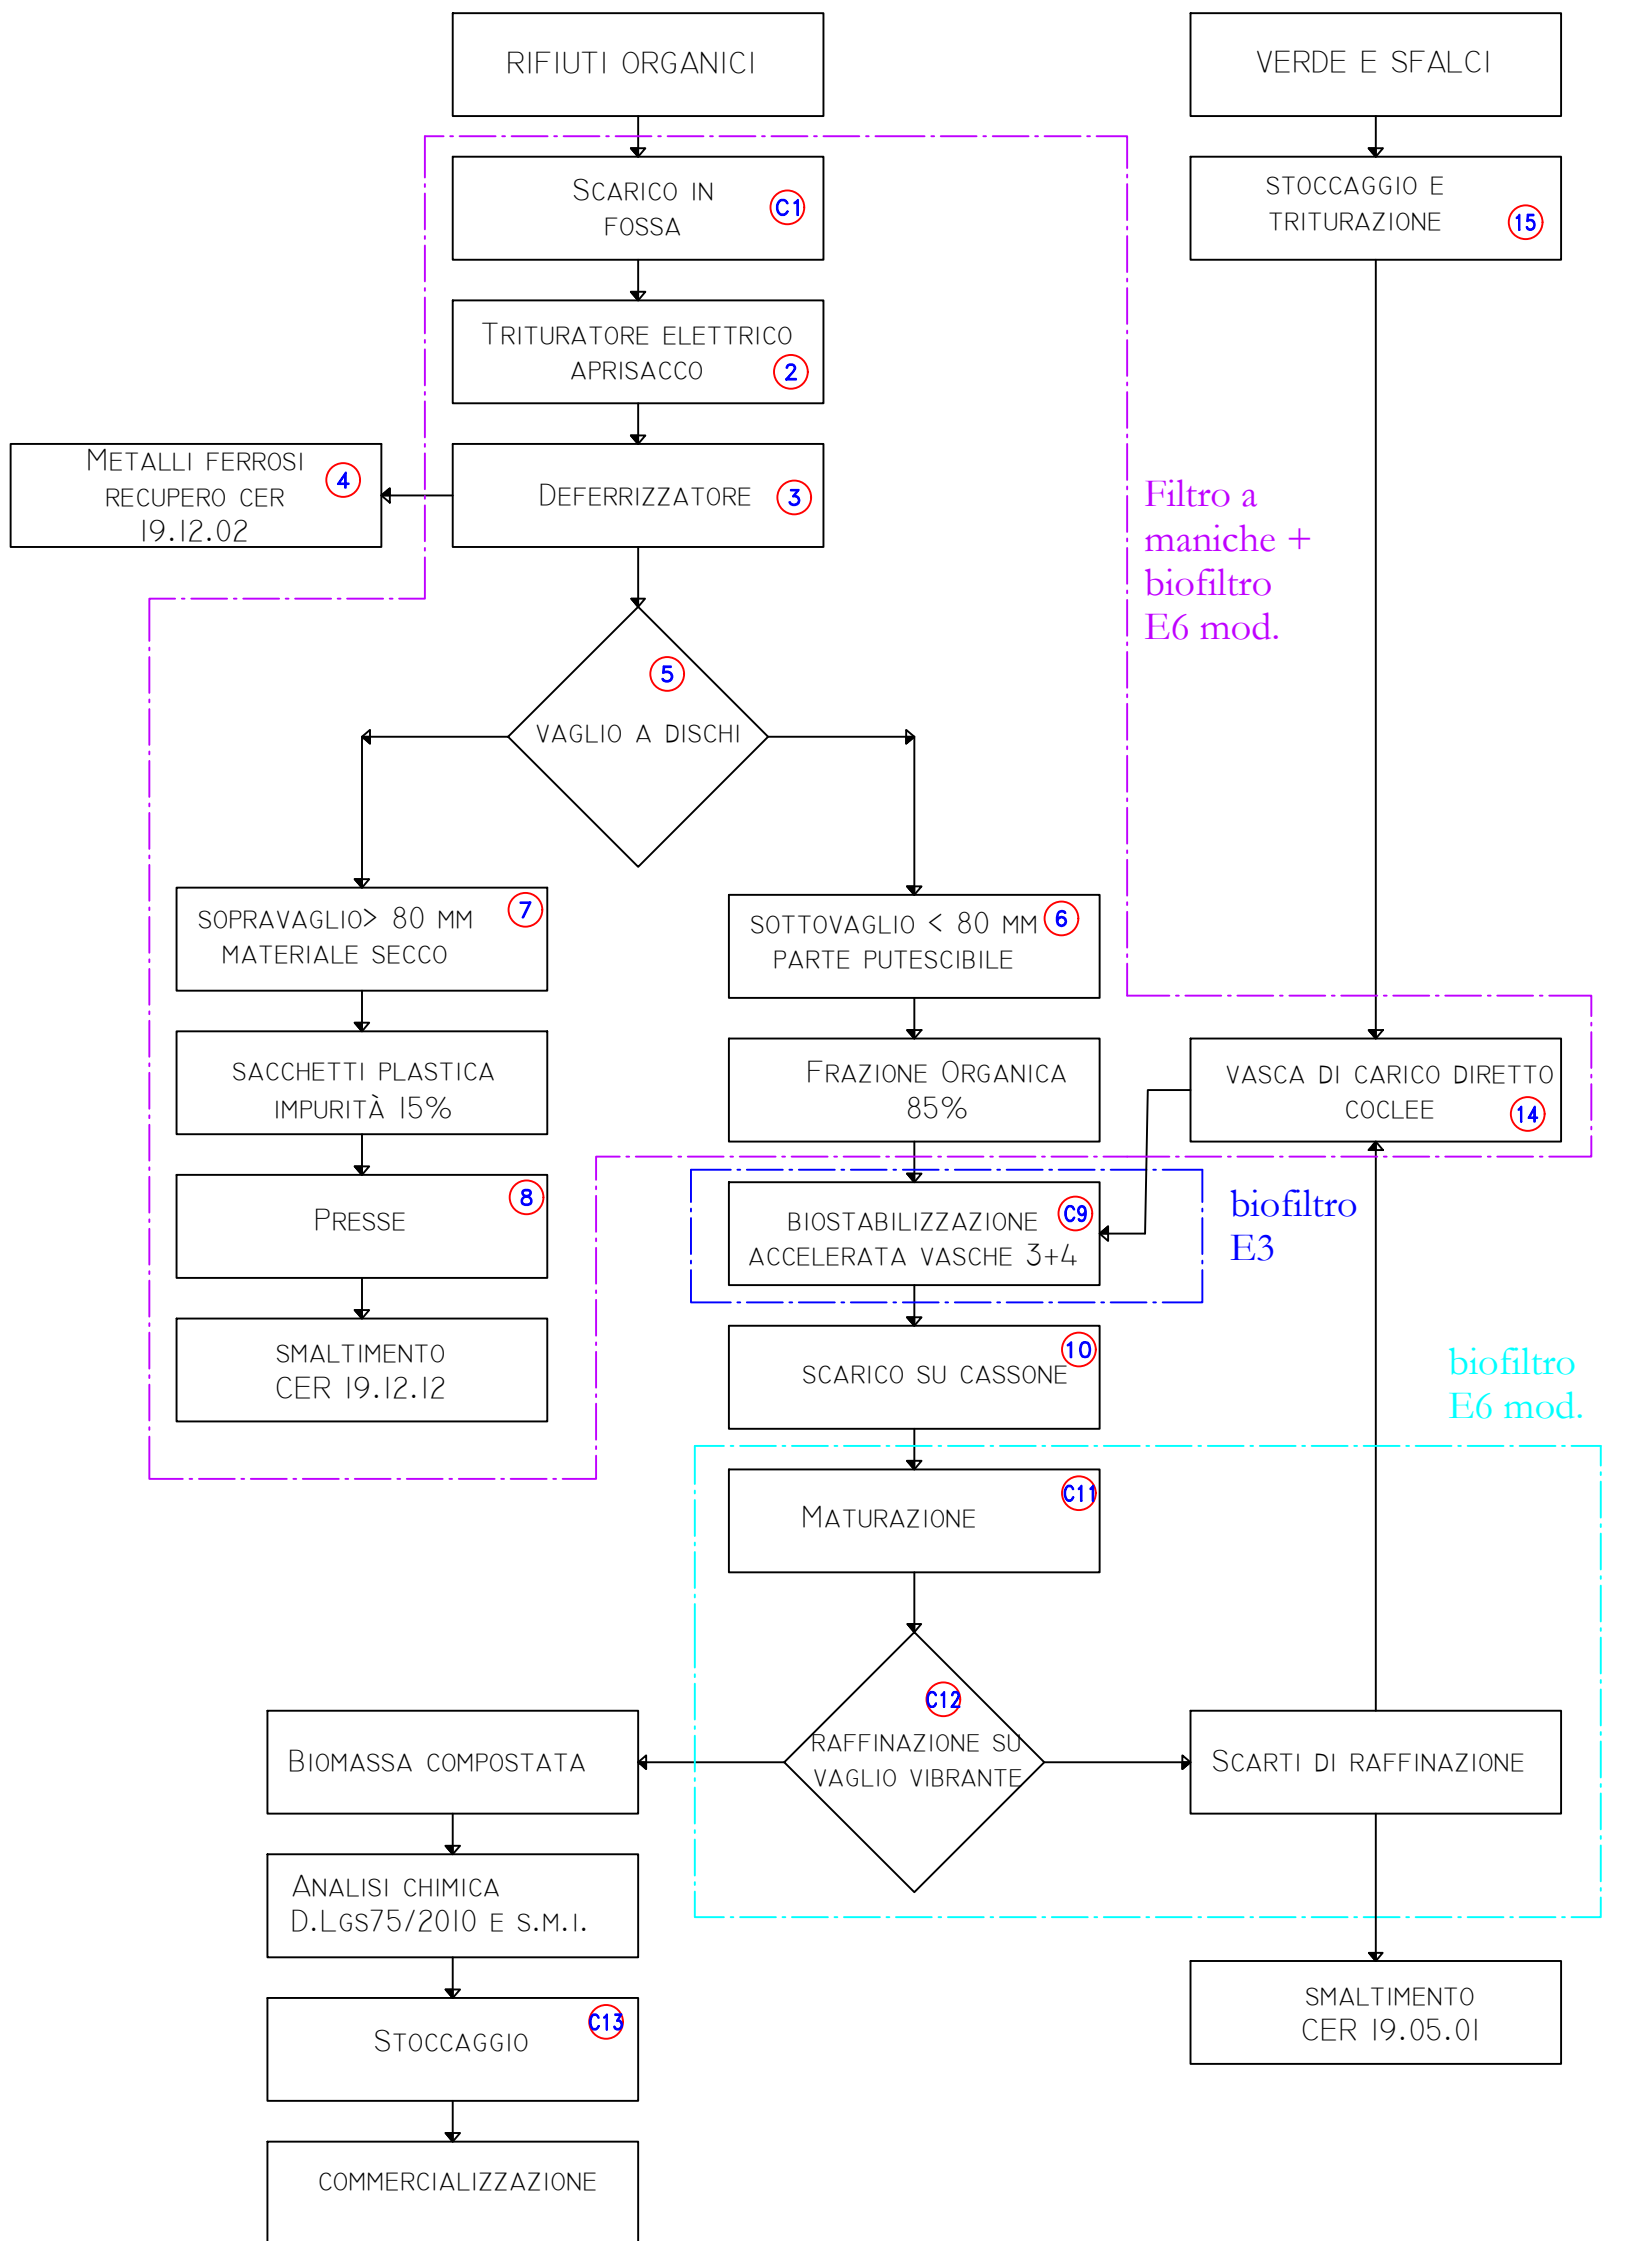 RIFIUTI ORGANICI
VERDE E SFALCI
SCARICO IN
FOSSA
C1
STOCCAGGIO E
TRITURAZIONE
15
TRITURATORE ELETTRICO
APRISACCO
2
METALLI FERROSI
RECUPERO CER
19.12.02
4
DEFERRIZZATORE
3
Filtro a
maniche +
biofiltro
E6 mod.
5
VAGLIO A DISCHI
SOPRAVAGLIO> 80 MM
MATERIALE SECCO
7
SOTTOVAGLIO < 80 MM
PARTE PUTESCIBILE
6
SACCHETTI PLASTICA
IMPURITÀ 15%
FRAZIONE ORGANICA
85%
VASCA DI CARICO DIRETTO
COCLEE
14
PRESSE
8
BIOSTABILIZZAZIONE
ACCELERATA VASCHE 3+4
C9
biofiltro
E3
SMALTIMENTO
CER 19.12.12
SCARICO SU CASSONE
10
biofiltro
E6 mod.
MATURAZIONE
C11
C12
RAFFINAZIONE SU
VAGLIO VIBRANTE
BIOMASSA COMPOSTATA
SCARTI DI RAFFINAZIONE
ANALISI CHIMICA
D.LGS75/2010 E S.M.I.
STOCCAGGIO
C13
SMALTIMENTO
CER 19.05.01
COMMERCIALIZZAZIONE